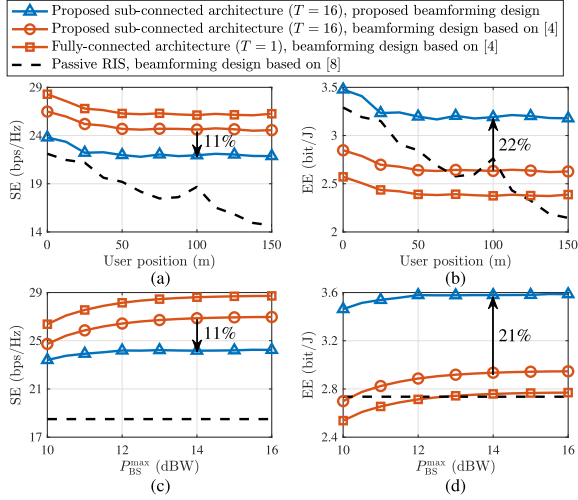 Proposed sub-connected architecture (T = 16), proposed beamforming design
Proposed sub-connected architecture (T = 16), beamforming design based on [4]
Fully-connected architecture (T = 1), beamforming design based on [4]
Passive RIS, beamforming design based on [8]
29
24
19
14
SE (bps/Hz)
11%
0 50 100 150
User position (m)
(a)
3.5
3
2.5
2
EE (bit/J)
22%
0 50 100 150
User position (m)
(b)
29
25
21
17
SE (bps/Hz)
11%
10 12 14 16
P_BS^max (dBW)
(c)
3.6
3.2
2.8
2.4
EE (bit/J)
21%
10 12 14 16
P_BS^max (dBW)
(d)